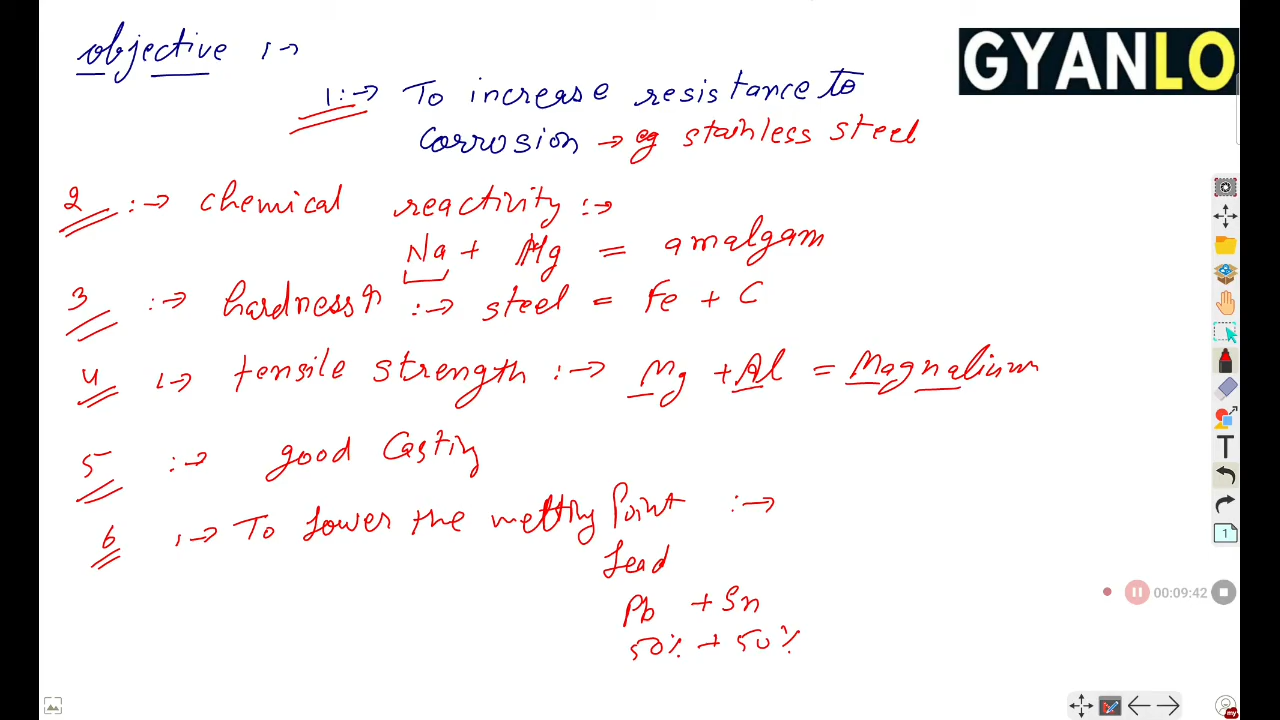 objective :→
GYANLO
1:→ To increase resistance to
corrosion → eg stainless steel
2 :→ chemical reactivity :→
Na + Hg = amalgam
3 :→ hardness↑ :→ steel = Fe + C
4 :→ tensile strength :→ Mg + Al = Magnalium
5 :→ good Casting
6 :→ To lower the melting point :→
lead
Pb + Sn
50% + 50%
00:09:42
1
T